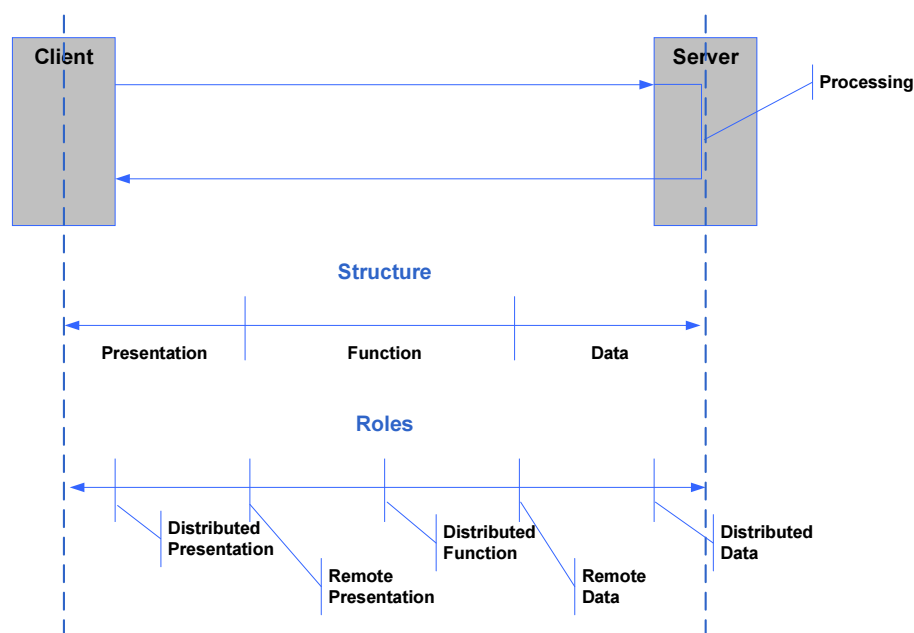 Client
Server
Processing
Structure
Presentation
Function
Data
Roles
Distributed
Presentation
Remote
Presentation
Distributed
Function
Remote
Data
Distributed
Data